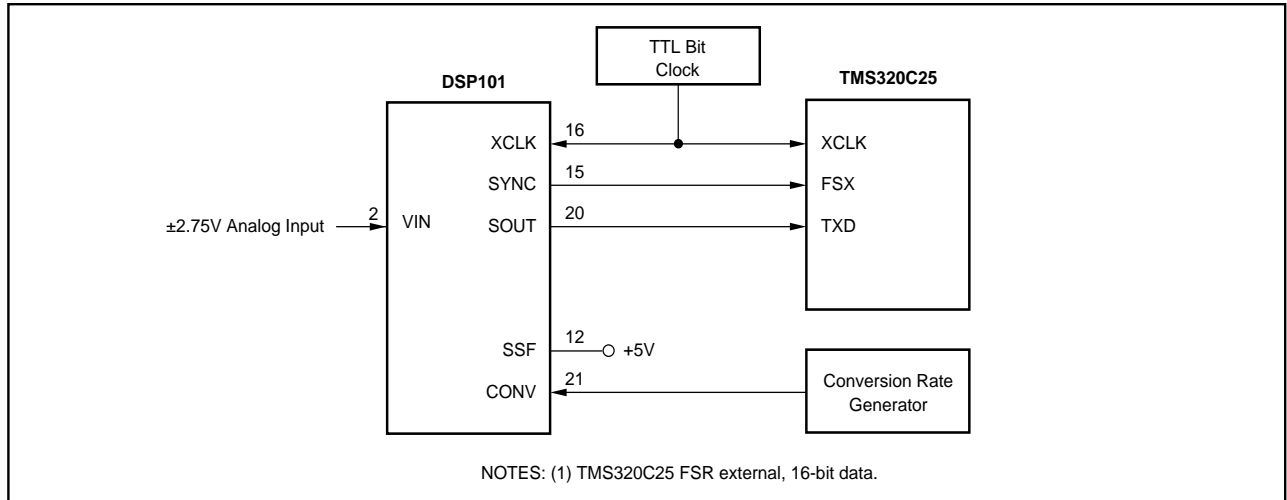 TTL Bit
Clock
DSP101
TMS320C25
XCLK
16
XCLK
SYNC
15
FSX
±2.75V Analog Input
2
VIN
SOUT
20
TXD
SSF
12
+5V
CONV
21
Conversion Rate
Generator
NOTES: (1) TMS320C25 FSR external, 16-bit data.